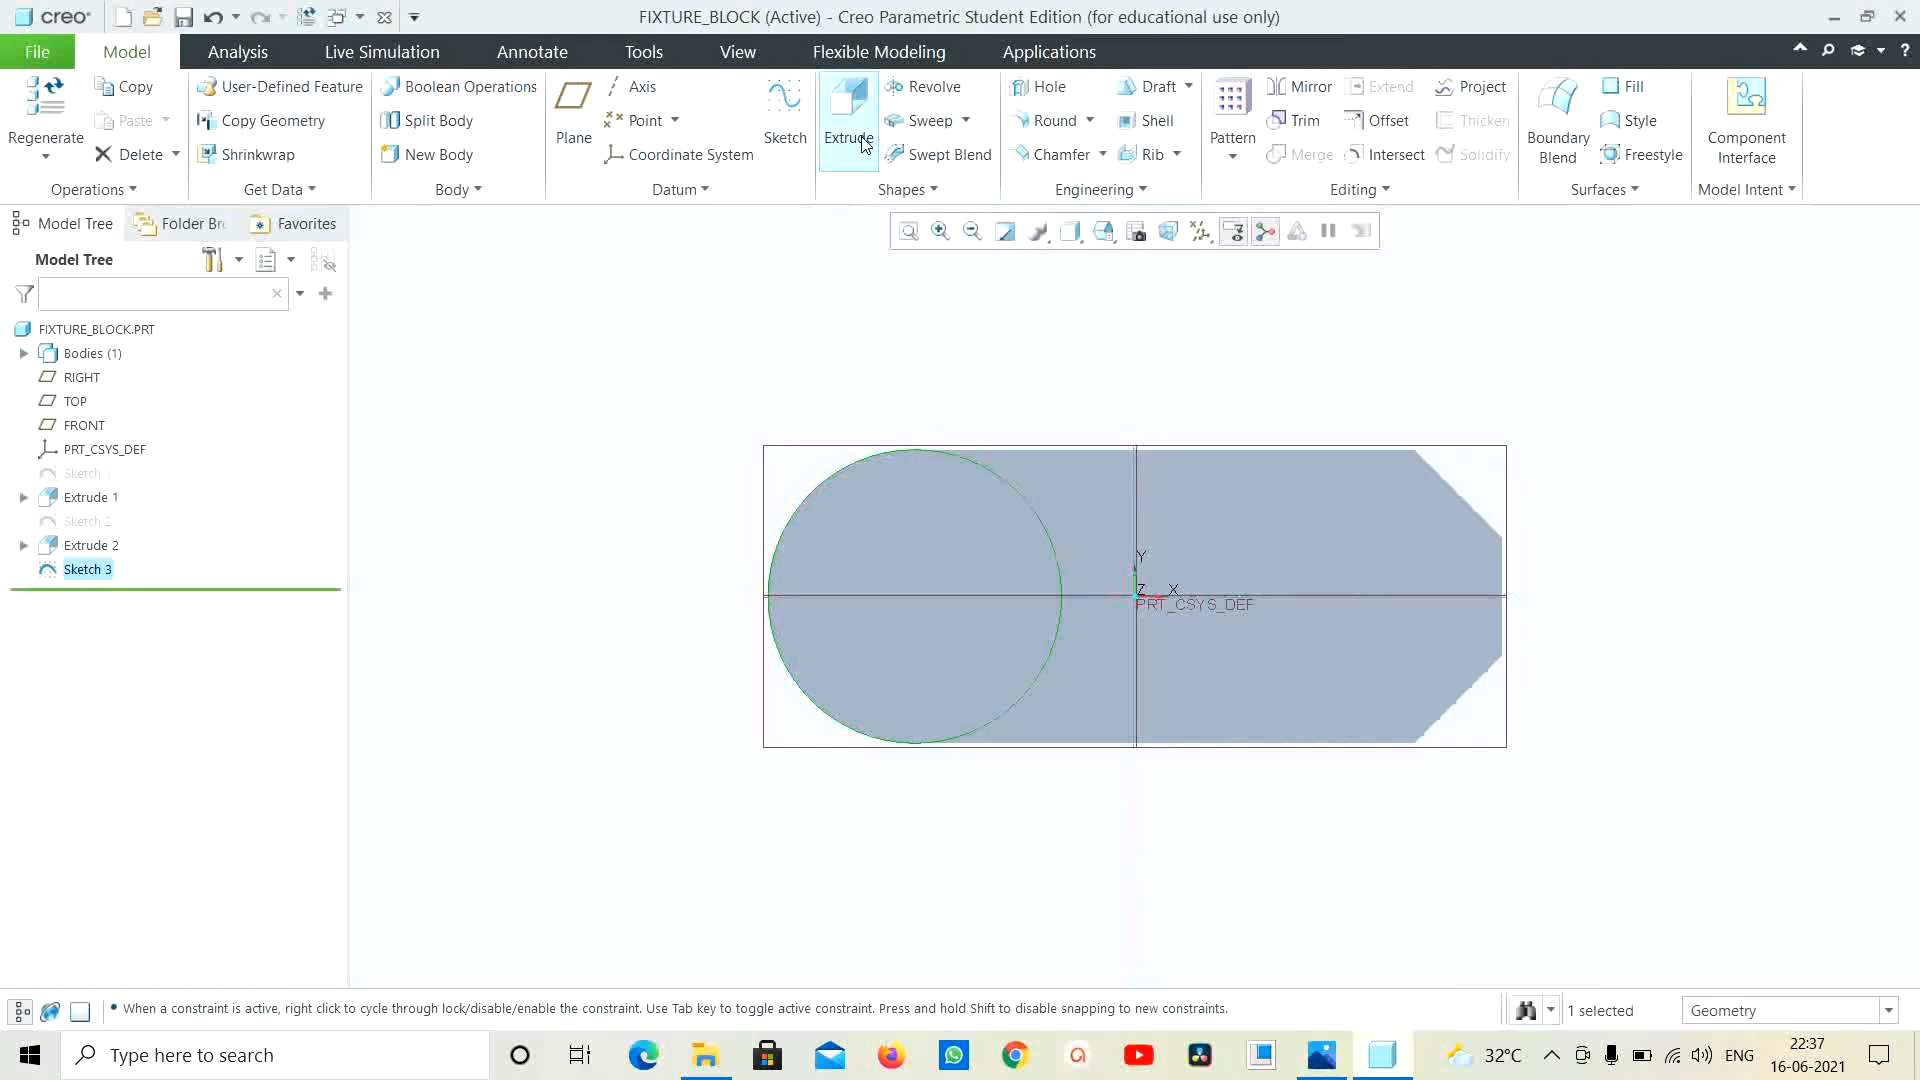 creo
FIXTURE_BLOCK (Active) - Creo Parametric Student Edition (for educational use only)
File Model Analysis Live Simulation Annotate Tools View Flexible Modeling Applications
Regenerate
Copy
Paste
Delete
Operations
User-Defined Feature
Copy Geometry
Shrinkwrap
Get Data
Boolean Operations
Split Body
New Body
Body
Plane
Axis
Point
Coordinate System
Sketch
Datum
Extrude
Revolve
Sweep
Swept Blend
Shapes
Hole
Round
Chamfer
Draft
Shell
Rib
Engineering
Pattern
Mirror
Trim
Merge
Extend
Offset
Intersect
Project
Thicken
Solidify
Editing
Boundary
Blend
Fill
Style
Freestyle
Surfaces
Component
Interface
Model Intent
Model Tree Folder Br Favorites
Model Tree
FIXTURE_BLOCK.PRT
Bodies (1)
RIGHT
TOP
FRONT
PRT_CSYS_DEF
Sketch
Extrude 1
Sketch 2
Extrude 2
Sketch 3
Y
Z X
PRT_CSYS_DEF
When a constraint is active, right click to cycle through lock/disable/enable the constraint. Use Tab key to toggle active constraint. Press and hold Shift to disable snapping to new constraints.
1 selected
Geometry
Type here to search
32°C
ENG
22:37
16-06-2021